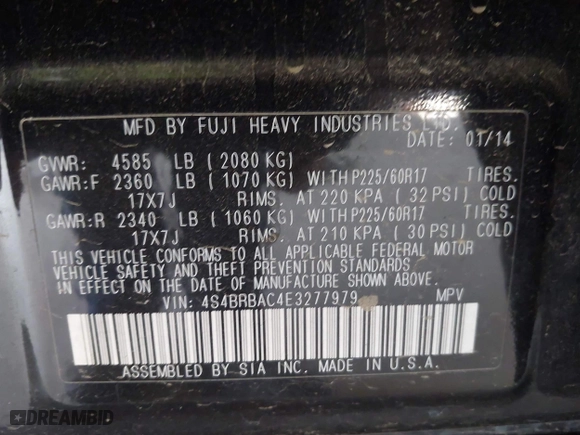 MFD BY FUJI HEAVY INDUSTRIES LTD.
DATE: 01/14
GVWR: 4585 LB (2080 KG)
GAWR:F 2360 LB (1070 KG) WITH P225/60R17 TIRES.
17X7J RIMS. AT 220 KPA (32 PSI) COLD
GAWR:R 2340 LB (1060 KG) WITH P225/60R17 TIRES.
17X7J RIMS. AT 210 KPA (30 PSI) COLD
THIS VEHICLE CONFORMS TO ALL APPLICABLE FEDERAL MOTOR
VEHICLE SAFETY AND THEFT PREVENTION STANDARDS
IN EFFECT ON THE DATE OF MANUFACTURE SHOWN ABOVE.
VIN: 4S4BRBAC4E3277979 MPV
ASSEMBLED BY SIA INC. MADE IN U.S.A.
DREAMBID